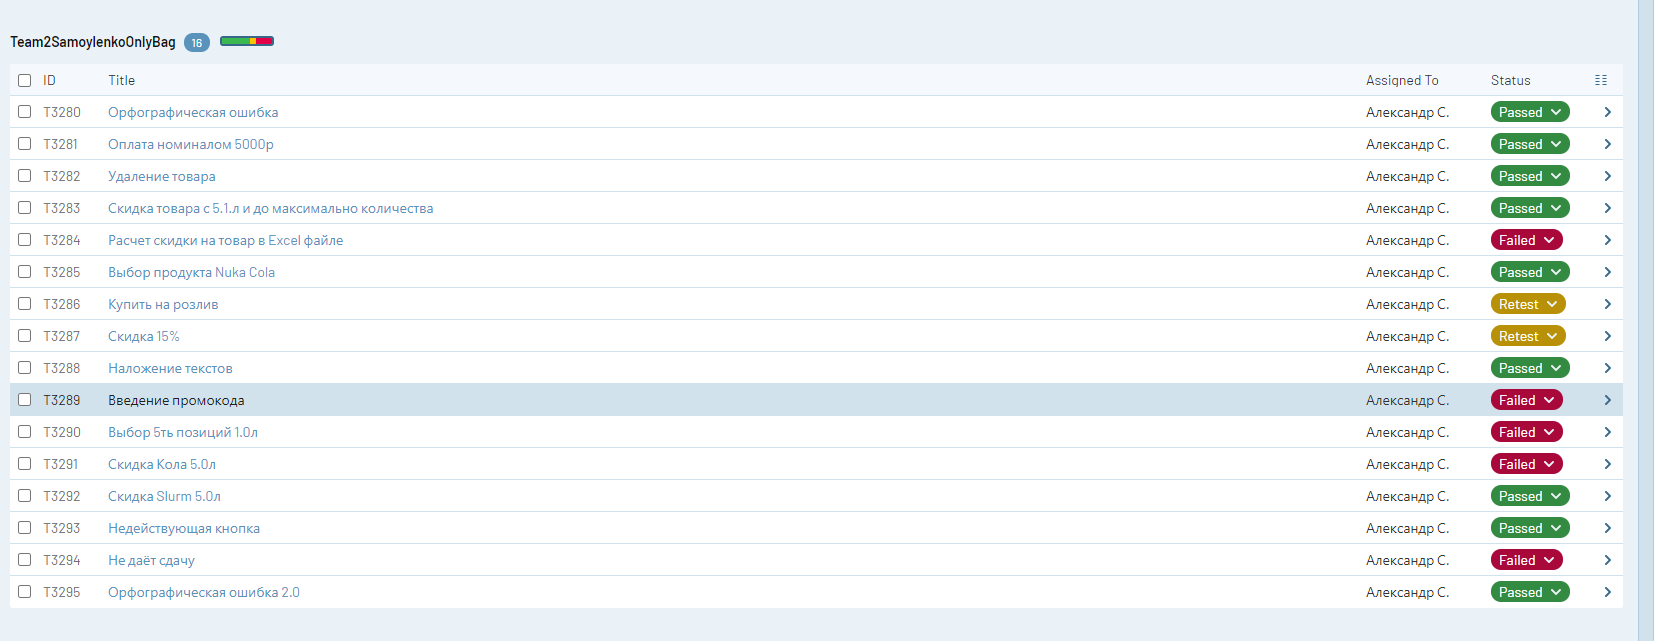 Team2SamoylenkoOnlyBag 16
ID Title Assigned To Status
T3280 Орфографическая ошибка Александр С. Passed
T3281 Оплата номиналом 5000р Александр С. Passed
T3282 Удаление товара Александр С. Passed
T3283 Скидка товара с 5.1.л и до максимально количества Александр С. Passed
T3284 Расчет скидки на товар в Excel файле Александр С. Failed
T3285 Выбор продукта Nuka Cola Александр С. Passed
T3286 Купить на розлив Александр С. Retest
T3287 Скидка 15% Александр С. Retest
T3288 Наложение текстов Александр С. Passed
T3289 Введение промокода Александр С. Failed
T3290 Выбор 5ть позиций 1.0л Александр С. Failed
T3291 Скидка Кола 5.0л Александр С. Failed
T3292 Скидка Slurm 5.0л Александр С. Passed
T3293 Недействующая кнопка Александр С. Passed
T3294 Не даёт сдачу Александр С. Failed
T3295 Орфографическая ошибка 2.0 Александр С. Passed